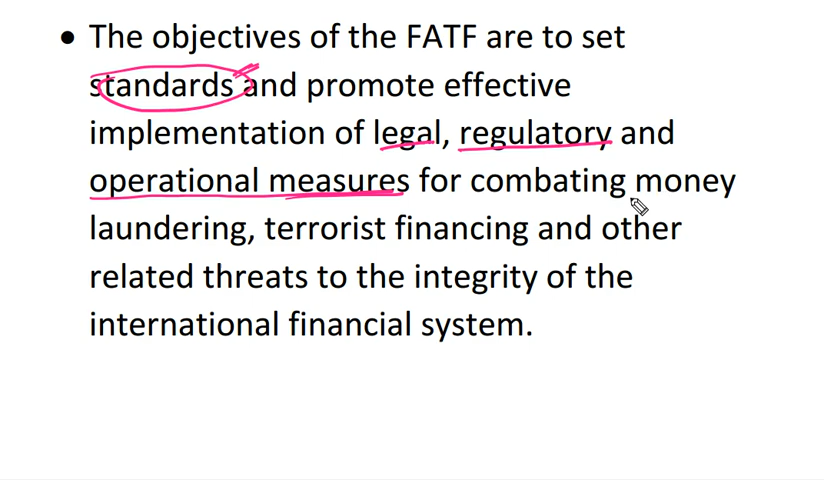 • The objectives of the FATF are to set
standards and promote effective
implementation of legal, regulatory and
operational measures for combating money
laundering, terrorist financing and other
related threats to the integrity of the
international financial system.